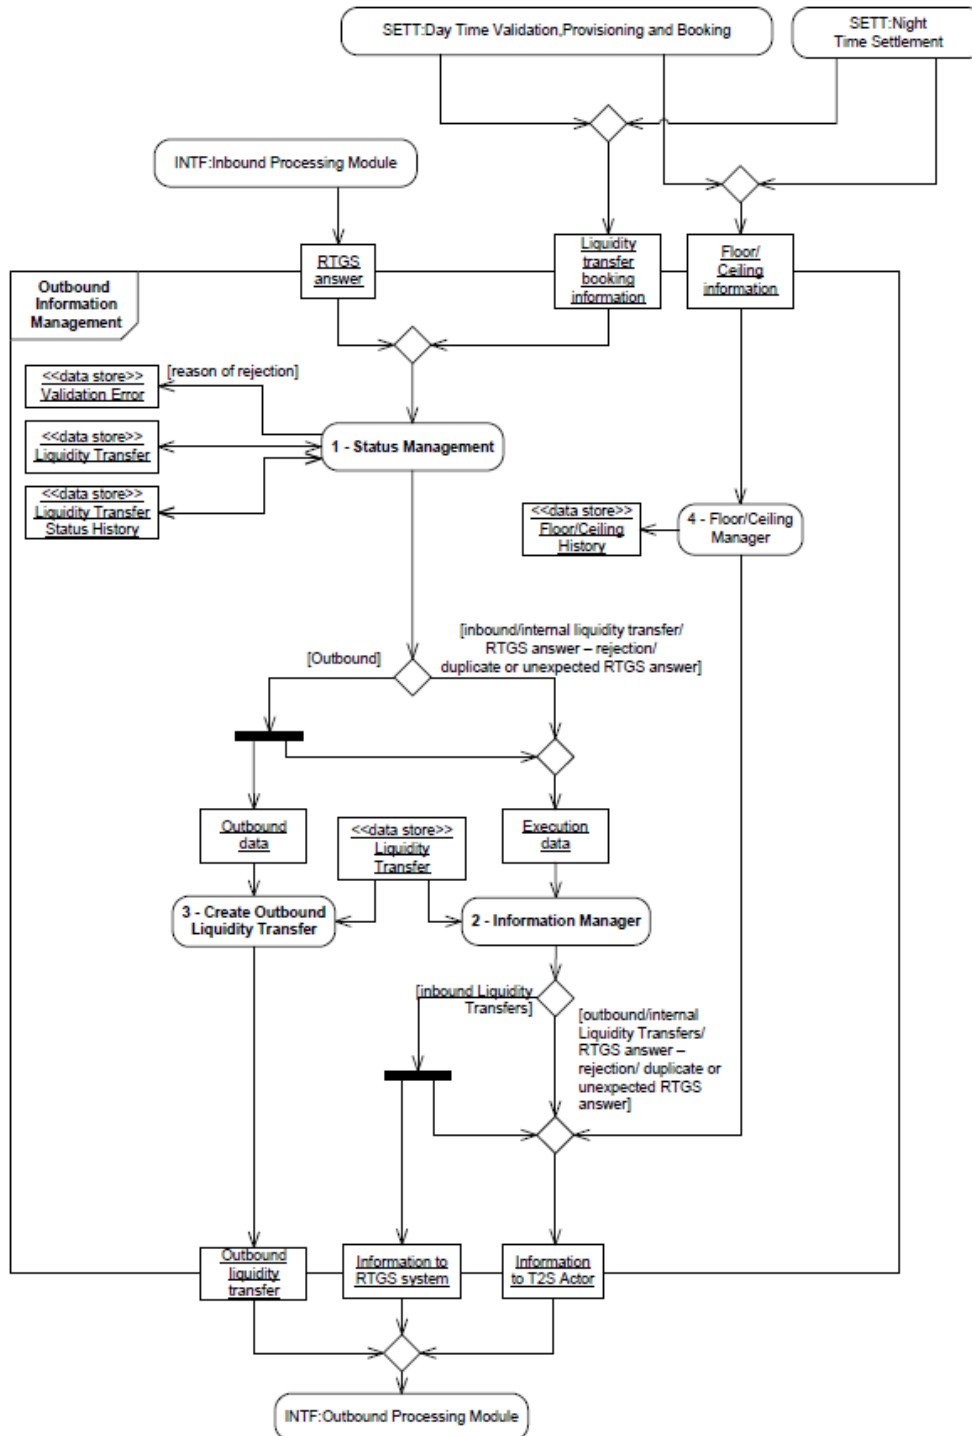 SETT:Day Time Validation,Provisioning and Booking
SETT:Night
Time Settlement
INTF:Inbound Processing Module
RTGS
answer
Liquidity
transfer
booking
information
Floor/
Ceiling
information
Outbound
Information
Management
<<data store>>
Validation Error
[reason of rejection]
<<data store>>
Liquidity Transfer
1 - Status Management
<<data store>>
Liquidity Transfer
Status History
<<data store>>
Floor/Ceiling
History
4 - Floor/Ceiling
Manager
[Outbound]
[inbound/internal liquidity transfer/
RTGS answer – rejection/
duplicate or unexpected RTGS answer]
Outbound
data
<<data store>>
Liquidity
Transfer
Execution
data
3 - Create Outbound
Liquidity Transfer
2 - Information Manager
[inbound Liquidity
Transfers]
[outbound/internal
Liquidity Transfers/
RTGS answer –
rejection/ duplicate or
unexpected RTGS
answer]
Outbound
liquidity
transfer
Information to
RTGS system
Information
to T2S Actor
INTF:Outbound Processing Module